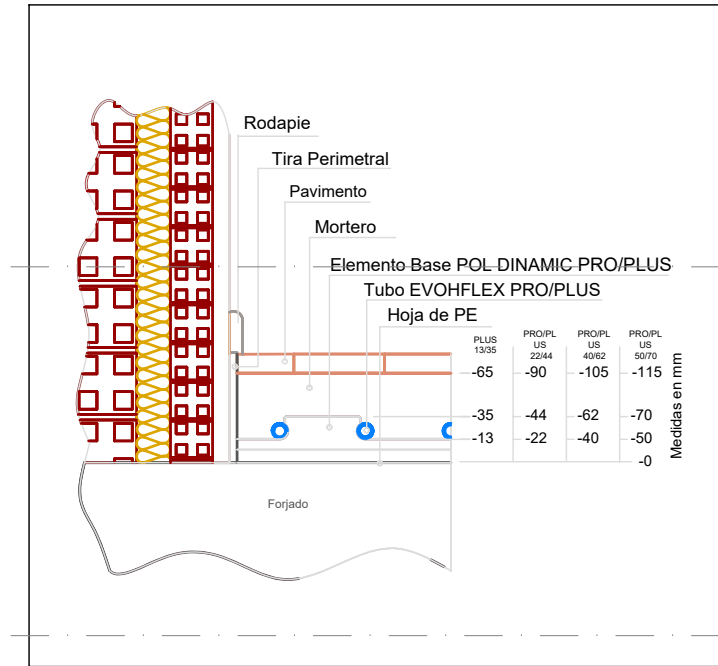 Rodapie
Tira Perimetral
Pavimento
Mortero
Elemento Base POL DINAMIC PRO/PLUS
Tubo EVOHFLEX PRO/PLUS
Hoja de PE
PLUS
13/35
PRO/PL
US
22/44
PRO/PL
US
40/62
PRO/PL
US
50/70
-65 -90 -105 -115
-35 -44 -62 -70
-13 -22 -40 -50
-0
Medidas en mm
Forjado